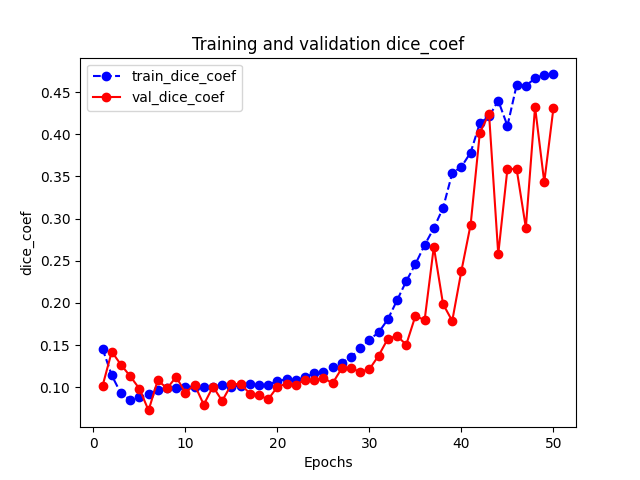 Training and validation dice_coef
train_dice_coef
val_dice_coef
0.45
0.40
0.35
0.30
0.25
0.20
0.15
0.10
dice_coef
0 10 20 30 40 50
Epochs